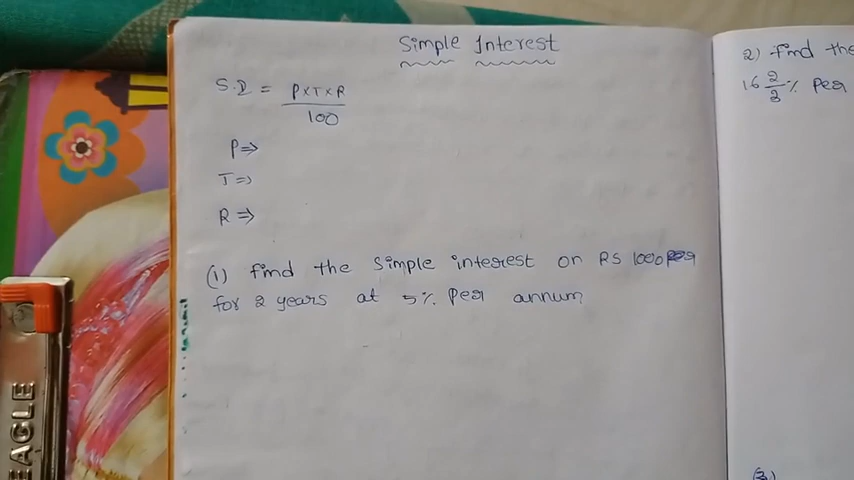 Simple Interest
S.I = P×T×R
100
P⇒
T⇒
R⇒
(1) find the simple interest on RS 1000
for 2 years at 5% per annum
2) find the
16 2/3 % per
(3)
EAGLE